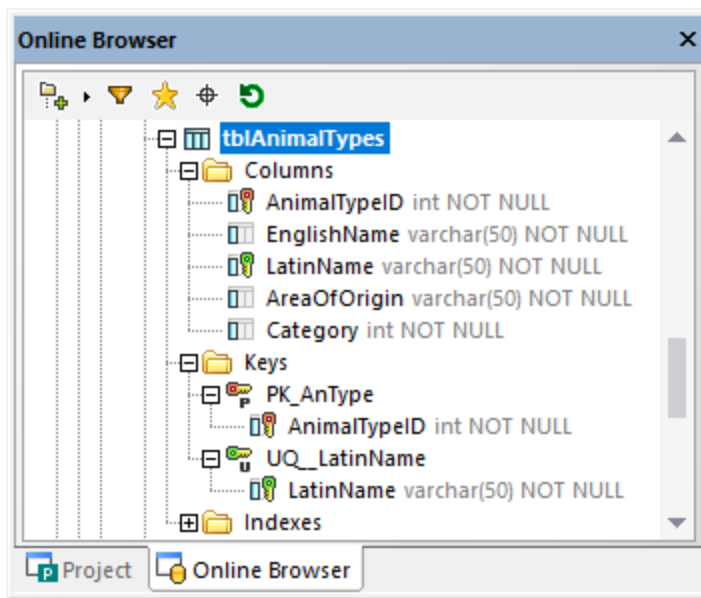 Online Browser
tblAnimalTypes
Columns
AnimalTypeID int NOT NULL
EnglishName varchar(50) NOT NULL
LatinName varchar(50) NOT NULL
AreaOfOrigin varchar(50) NOT NULL
Category int NOT NULL
Keys
PK_AnType
AnimalTypeID int NOT NULL
UQ__LatinName
LatinName varchar(50) NOT NULL
Indexes
Project Online Browser